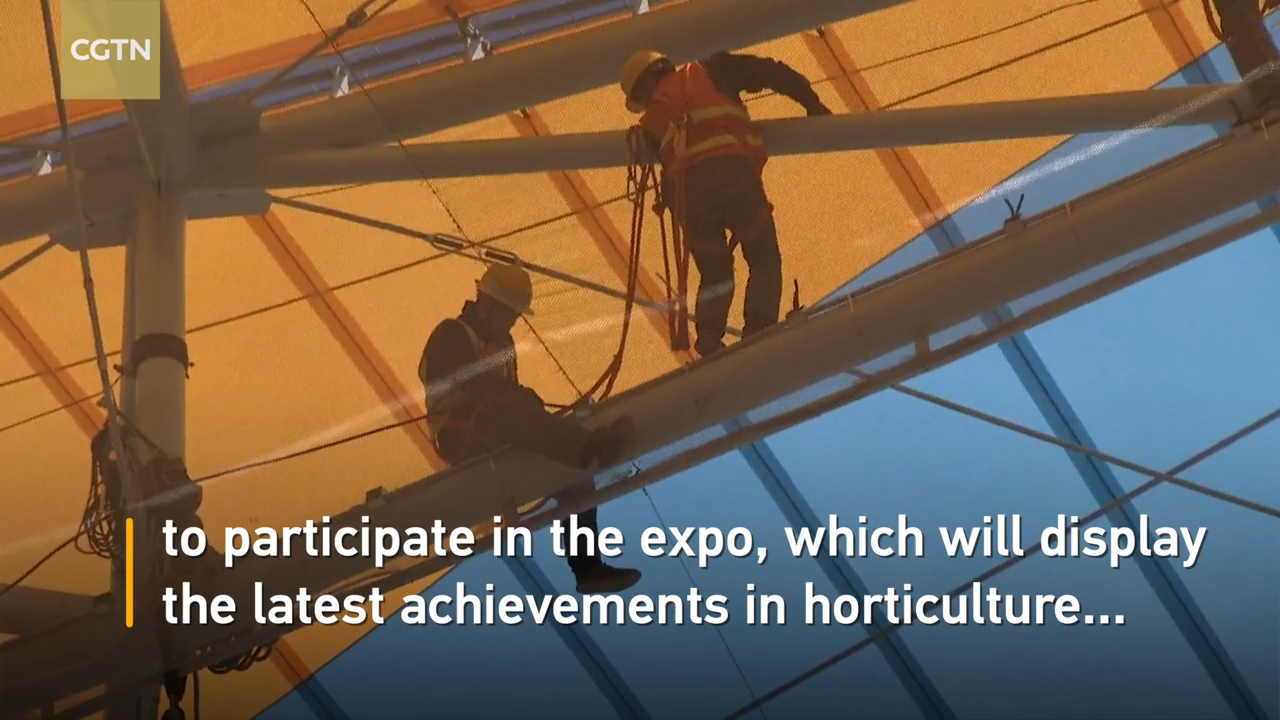 CGTN
to participate in the expo, which will display
the latest achievements in horticulture...